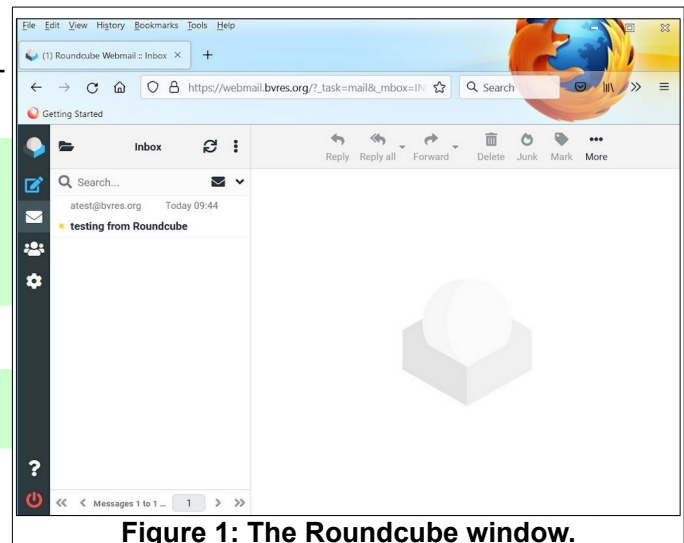 File Edit View History Bookmarks Tools Help
(1) Roundcube Webmail :: Inbox × +
https://webmail.bvres.org/?_task=mail&_mbox=IN Search
Getting Started
Inbox
Reply Reply all Forward Delete Junk Mark More
Search...
atest@bvres.org Today 09:44
testing from Roundcube
?
Messages 1 to 1 ... 1
Figure 1: The Roundcube window.